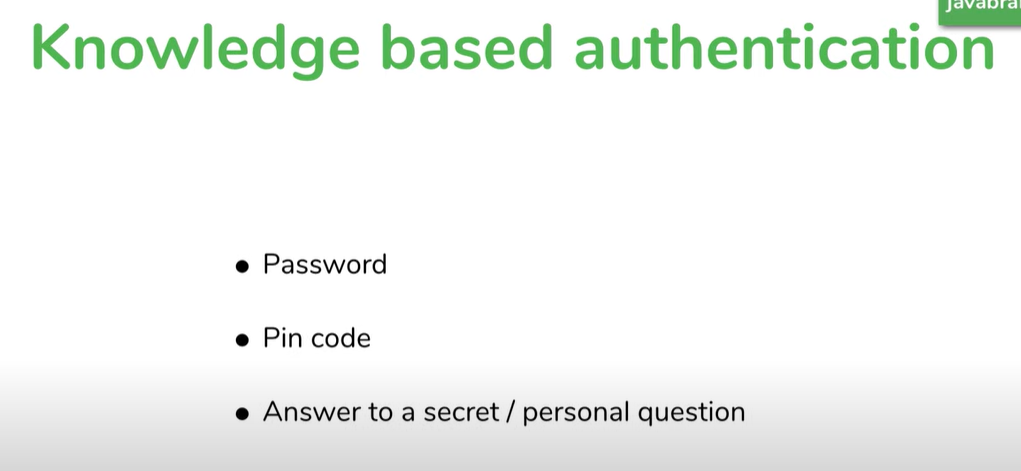 Knowledge based authentication
● Password
● Pin code
● Answer to a secret / personal question